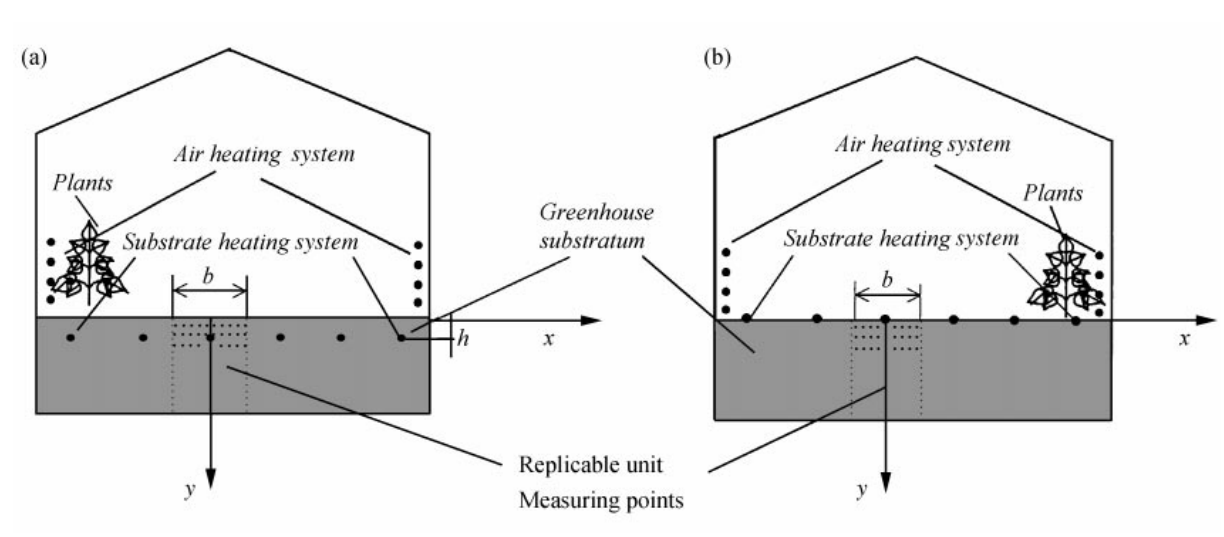 (a)
Air heating system
Plants
Substrate heating system
b
Greenhouse
substratum
x
h
y
Replicable unit
Measuring points
(b)
Air heating system
Plants
Substrate heating system
b
x
y